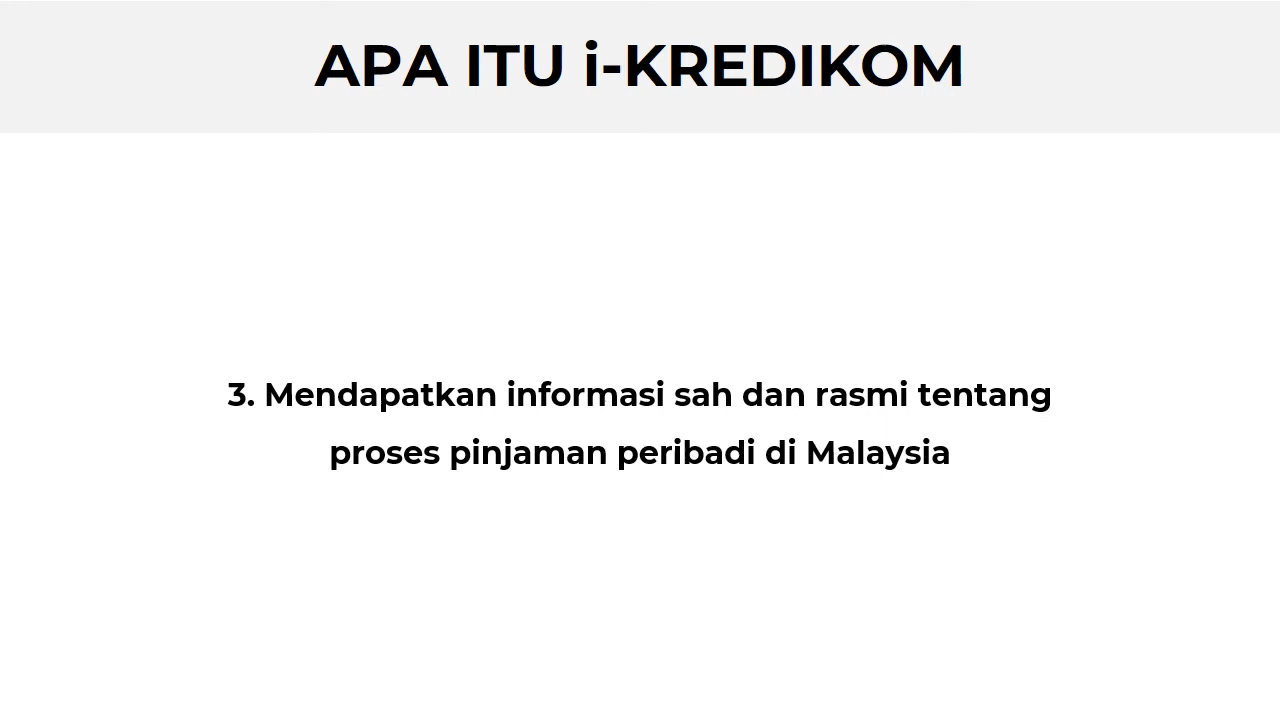 APA ITU i-KREDIKOM
3. Mendapatkan informasi sah dan rasmi tentang
proses pinjaman peribadi di Malaysia